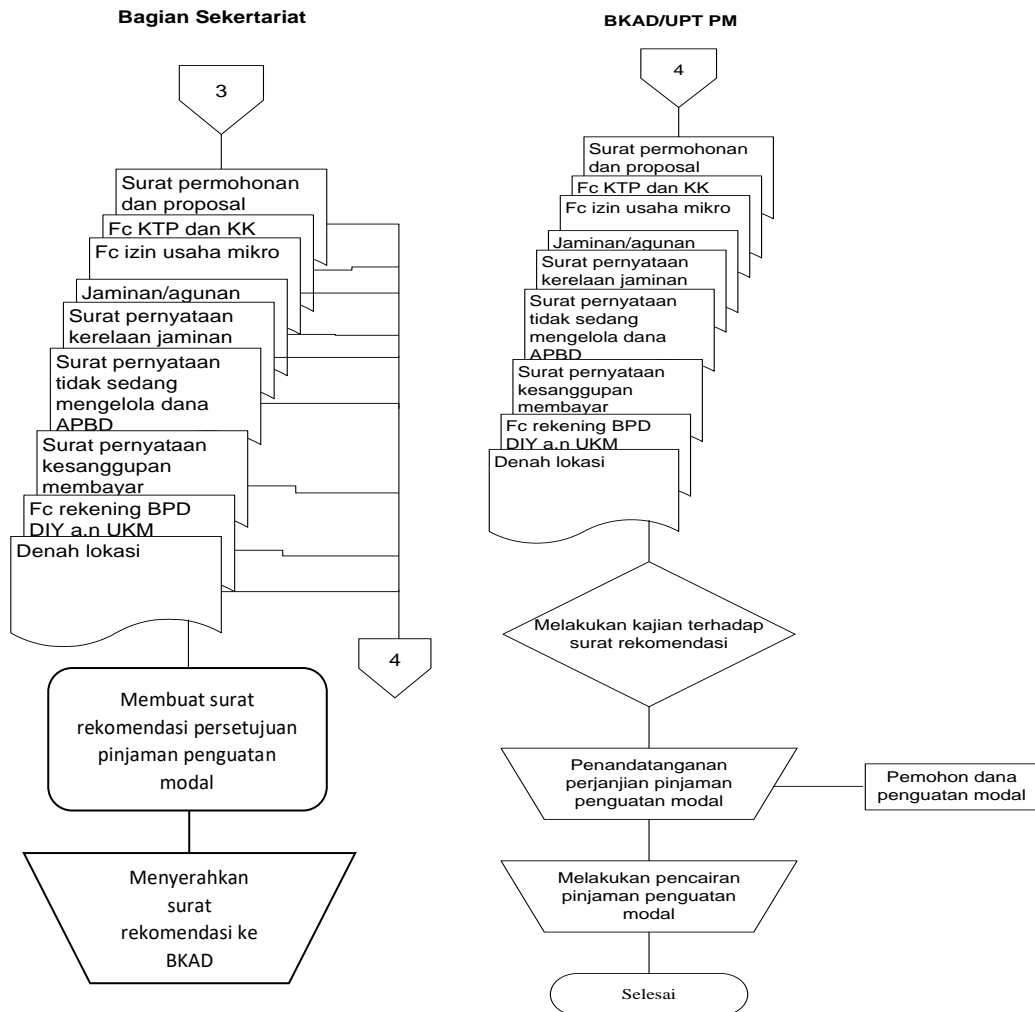 Bagian Sekertariat
3
Surat permohonan
dan proposal
Fc KTP dan KK
Fc izin usaha mikro
Jaminan/agunan
Surat pernyataan
kerelaan jaminan
Surat pernyataan
tidak sedang
mengelola dana
APBD
Surat pernyataan
kesanggupan
membayar
Fc rekening BPD
DIY a.n UKM
Denah lokasi
4
Membuat surat
rekomendasi persetujuan
pinjaman penguatan
modal
Menyerahkan
surat
rekomendasi ke
BKAD
BKAD/UPT PM
4
Surat permohonan
dan proposal
Fc KTP dan KK
Fc izin usaha mikro
Jaminan/agunan
Surat pernyataan
kerelaan jaminan
Surat pernyataan
tidak sedang
mengelola dana
APBD
Surat pernyataan
kesanggupan
membayar
Fc rekening BPD
DIY a.n UKM
Denah lokasi
Melakukan kajian terhadap
surat rekomendasi
Penandatanganan
perjanjian pinjaman
penguatan modal
Pemohon dana
penguatan modal
Melakukan pencairan
pinjaman penguatan
modal
Selesai